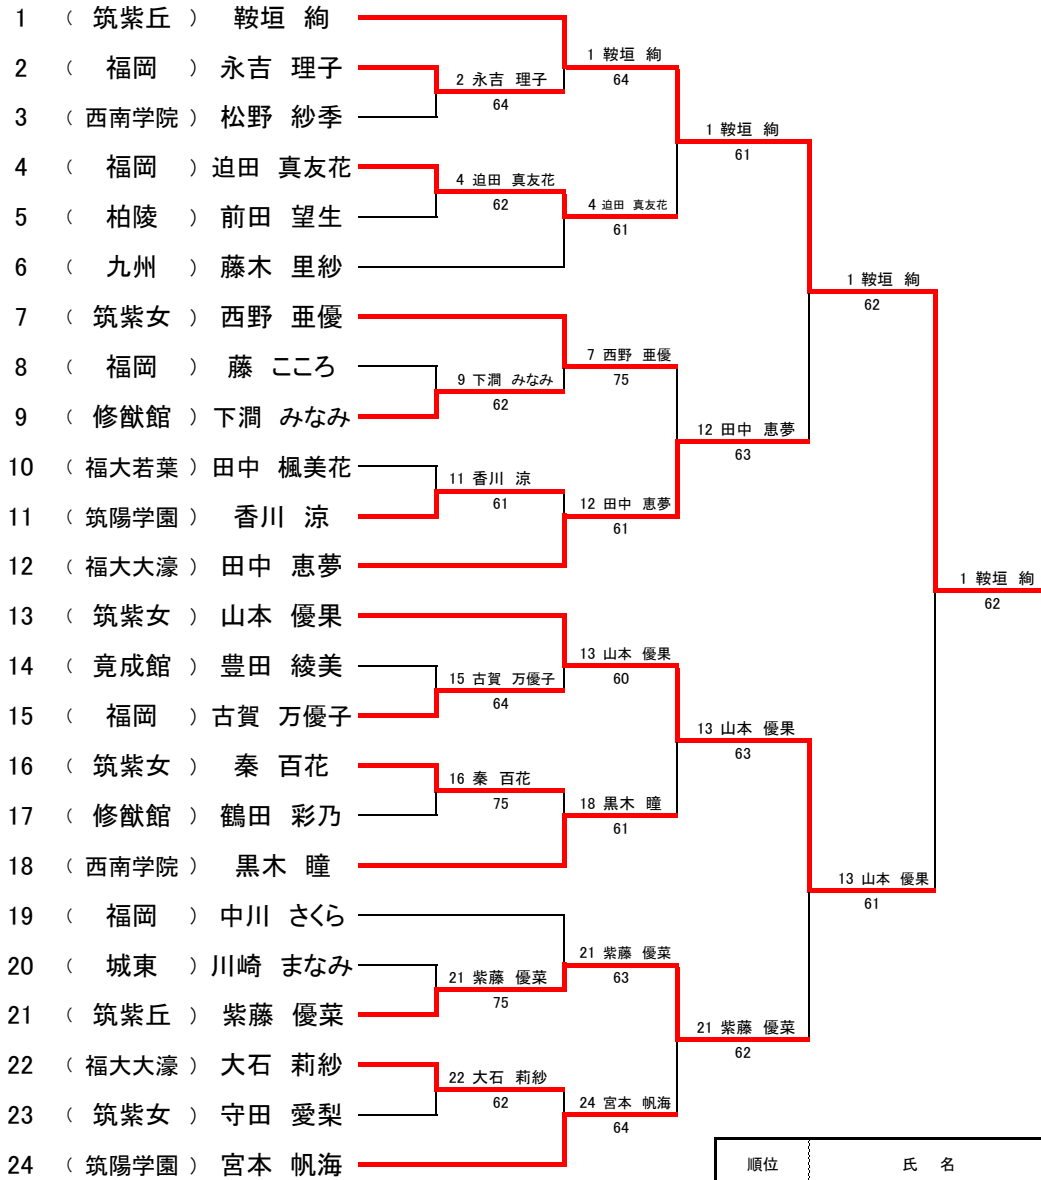 1 （ 筑紫丘 ） 鞍垣 絢
2 （ 福岡 ） 永吉 理子
3 （ 西南学院 ） 松野 紗季
4 （ 福岡 ） 迫田 真友花
5 （ 柏陵 ） 前田 望生
6 （ 九州 ） 藤木 里紗
7 （ 筑紫女 ） 西野 亜優
8 （ 福岡 ） 藤 こころ
9 （ 修猷館 ） 下澗 みなみ
10 （ 福大若葉 ） 田中 楓美花
11 （ 筑陽学園 ） 香川 涼
12 （ 福大大濠 ） 田中 恵夢
13 （ 筑紫女 ） 山本 優果
14 （ 竟成館 ） 豊田 綾美
15 （ 福岡 ） 古賀 万優子
16 （ 筑紫女 ） 秦 百花
17 （ 修猷館 ） 鶴田 彩乃
18 （ 西南学院 ） 黒木 瞳
19 （ 福岡 ） 中川 さくら
20 （ 城東 ） 川崎 まなみ
21 （ 筑紫丘 ） 紫藤 優菜
22 （ 福大大濠 ） 大石 莉紗
23 （ 筑紫女 ） 守田 愛梨
24 （ 筑陽学園 ） 宮本 帆海
2 永吉 理子
64
4 迫田 真友花
62
9 下澗 みなみ
62
11 香川 涼
61
15 古賀 万優子
64
16 秦 百花
75
21 紫藤 優菜
75
22 大石 莉紗
62
1 鞍垣 絢
64
4 迫田 真友花
61
7 西野 亜優
75
12 田中 恵夢
61
13 山本 優果
60
18 黒木 瞳
61
21 紫藤 優菜
63
24 宮本 帆海
64
1 鞍垣 絢
61
12 田中 恵夢
63
13 山本 優果
63
21 紫藤 優菜
62
1 鞍垣 絢
62
13 山本 優果
61
1 鞍垣 絢
62
順位 氏 名